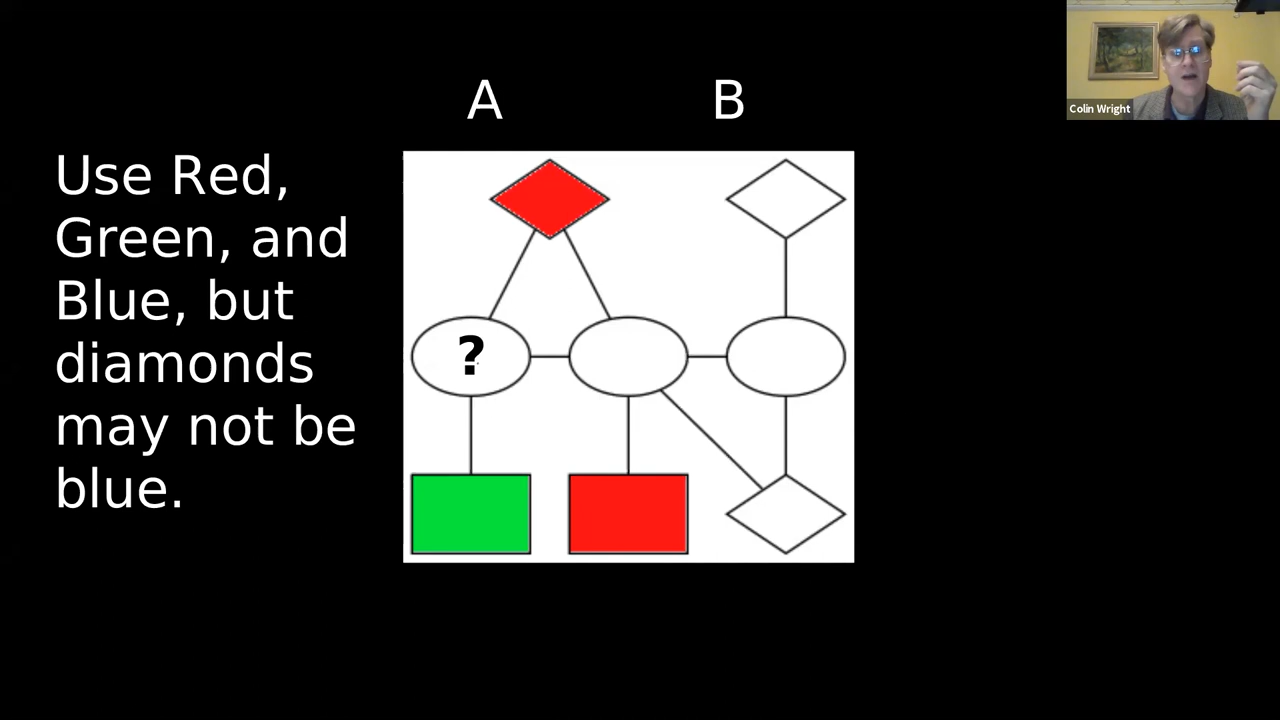 A B
Use Red,
Green, and
Blue, but
diamonds
may not be
blue.
?
Colin Wright